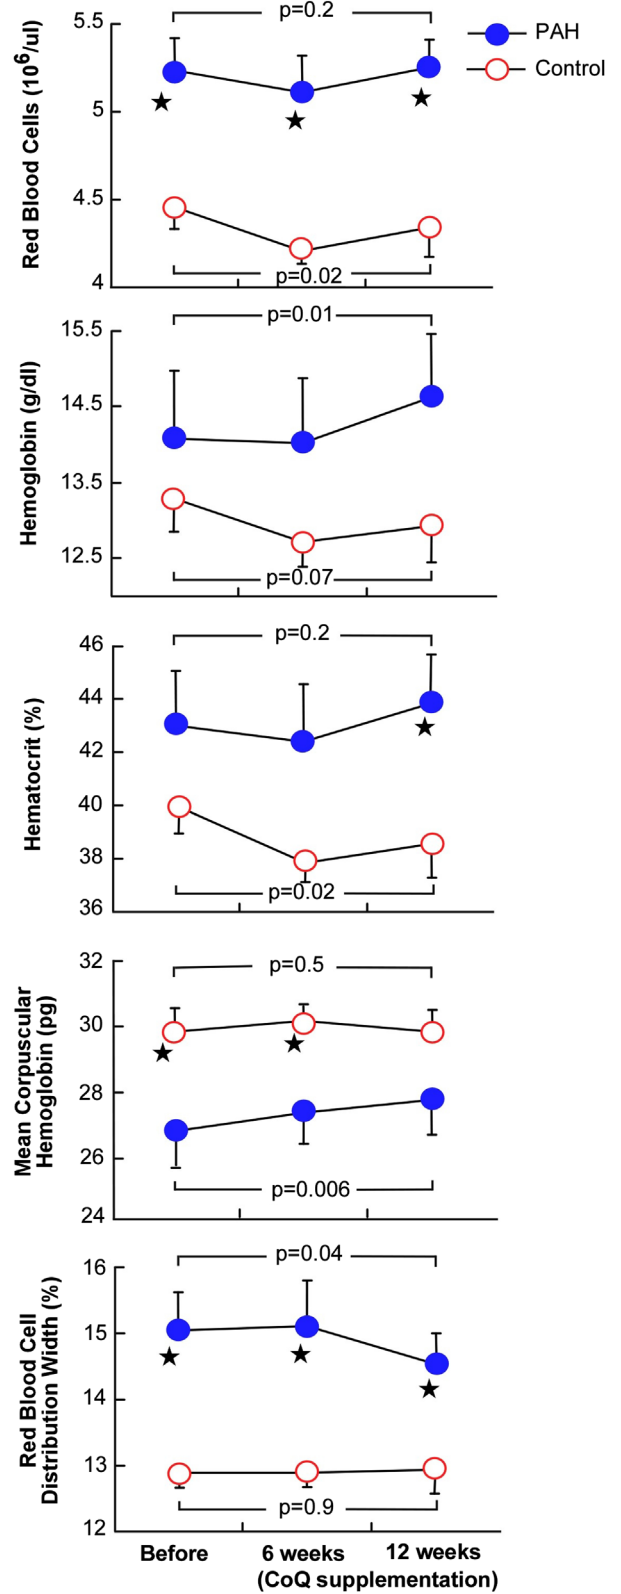 p=0.2
PAH
Control
Red Blood Cells (10⁶/ul)
5.5
5
4.5
4
p=0.02
p=0.01
Hemoglobin (g/dl)
15.5
14.5
13.5
12.5
p=0.07
p=0.2
Hematocrit (%)
46
44
42
40
38
36
p=0.02
p=0.5
Mean Corpuscular
Hemoglobin (pg)
32
30
28
26
24
p=0.006
p=0.04
Red Blood Cell
Distribution Width (%)
16
15
14
13
12
p=0.9
Before 6 weeks 12 weeks
(CoQ supplementation)